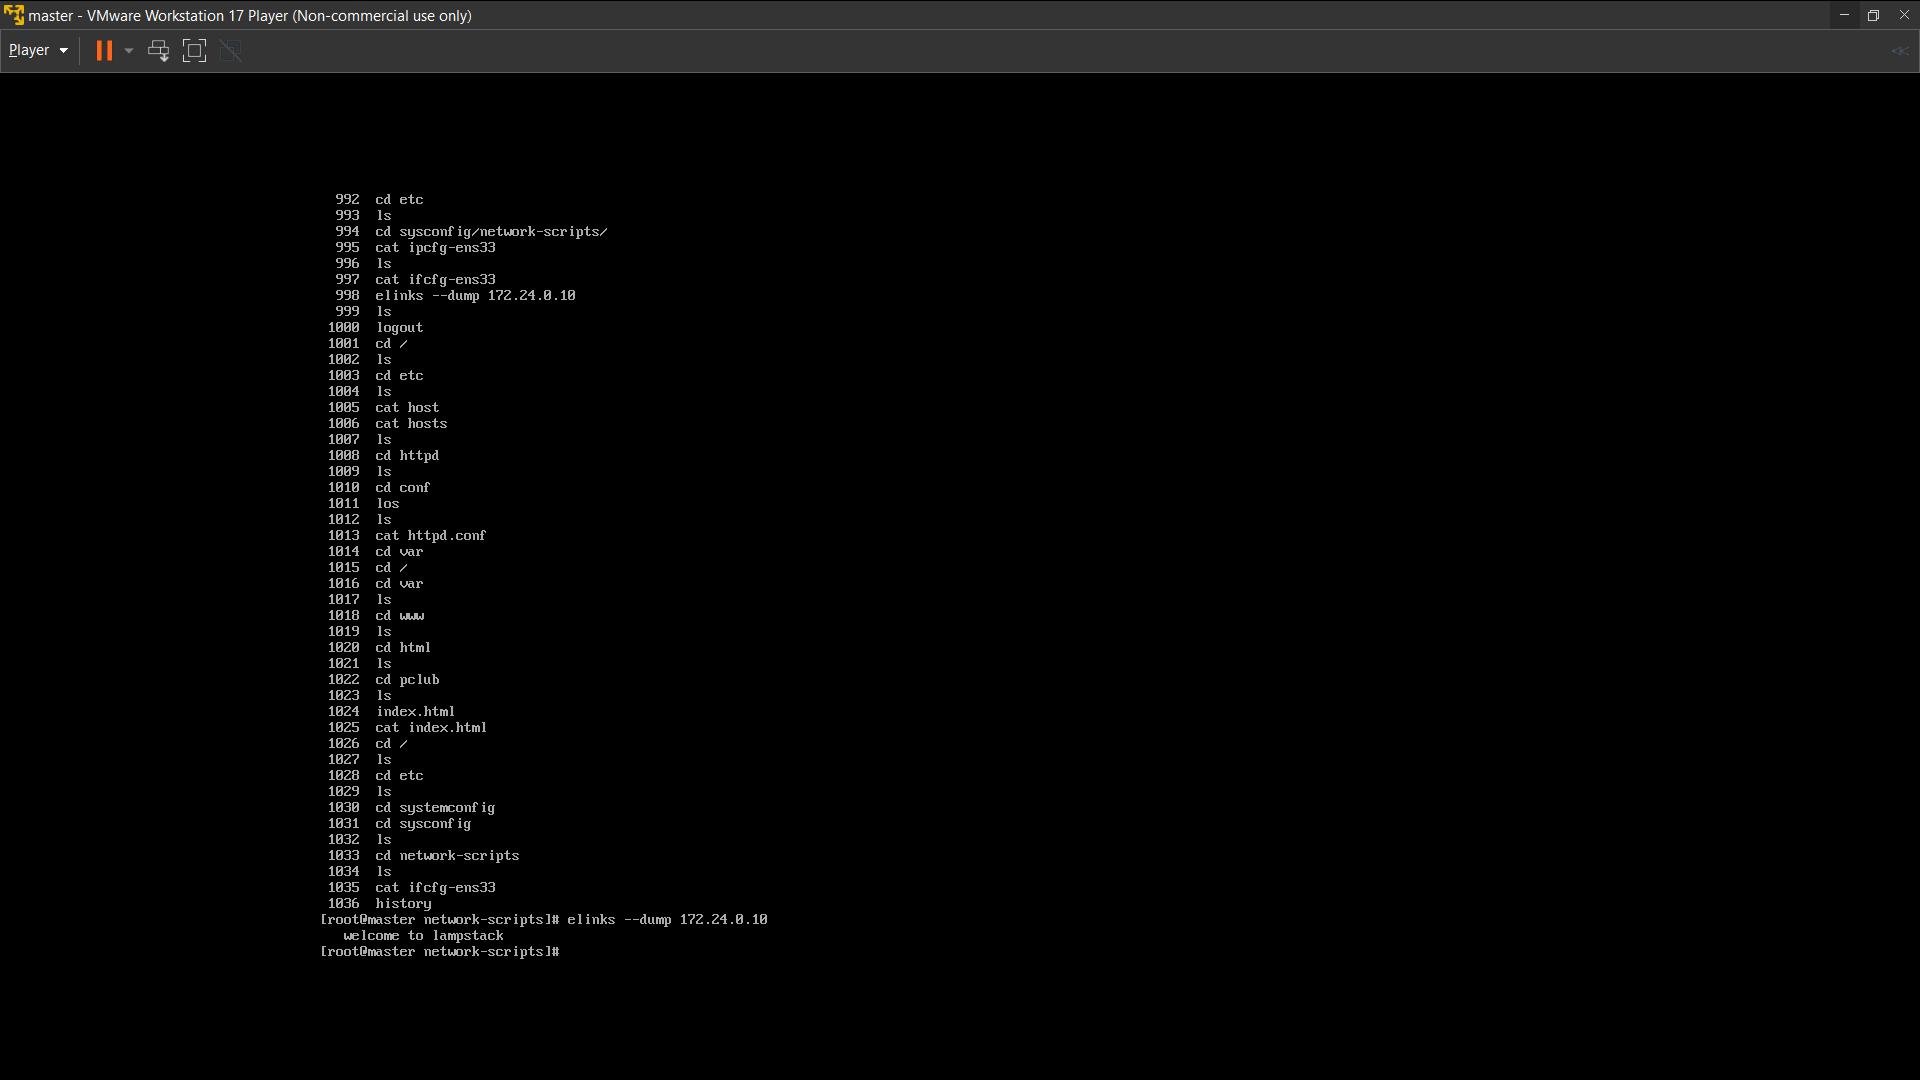 master - VMware Workstation 17 Player (Non-commercial use only)
Player
992 cd etc
993 ls
994 cd sysconfig/network-scripts/
995 cat ipcfg-ens33
996 ls
997 cat ifcfg-ens33
998 elinks --dump 172.24.0.10
999 ls
1000 logout
1001 cd /
1002 ls
1003 cd etc
1004 ls
1005 cat host
1006 cat hosts
1007 ls
1008 cd httpd
1009 ls
1010 cd conf
1011 los
1012 ls
1013 cat httpd.conf
1014 cd var
1015 cd /
1016 cd var
1017 ls
1018 cd www
1019 ls
1020 cd html
1021 ls
1022 cd pclub
1023 ls
1024 index.html
1025 cat index.html
1026 cd /
1027 ls
1028 cd etc
1029 ls
1030 cd systemconfig
1031 cd sysconfig
1032 ls
1033 cd network-scripts
1034 ls
1035 cat ifcfg-ens33
1036 history
[root@master network-scripts]# elinks --dump 172.24.0.10
welcome to lampstack
[root@master network-scripts]#